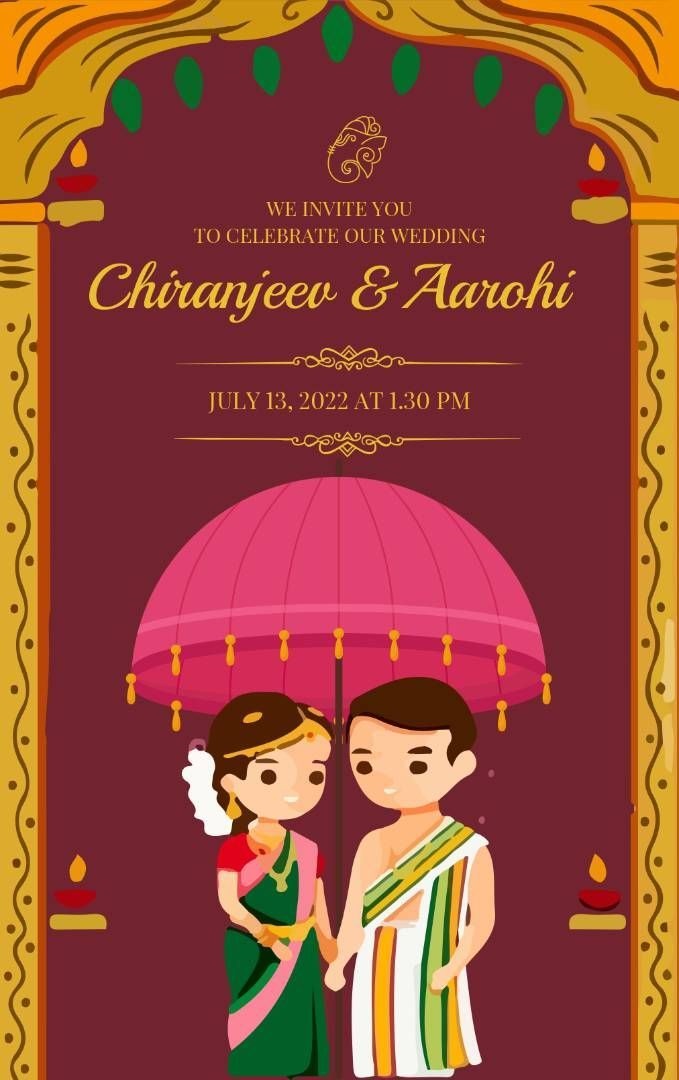 WE INVITE YOU
TO CELEBRATE OUR WEDDING
Chiranjeev & Aarohi
JULY 13, 2022 AT 1.30 PM